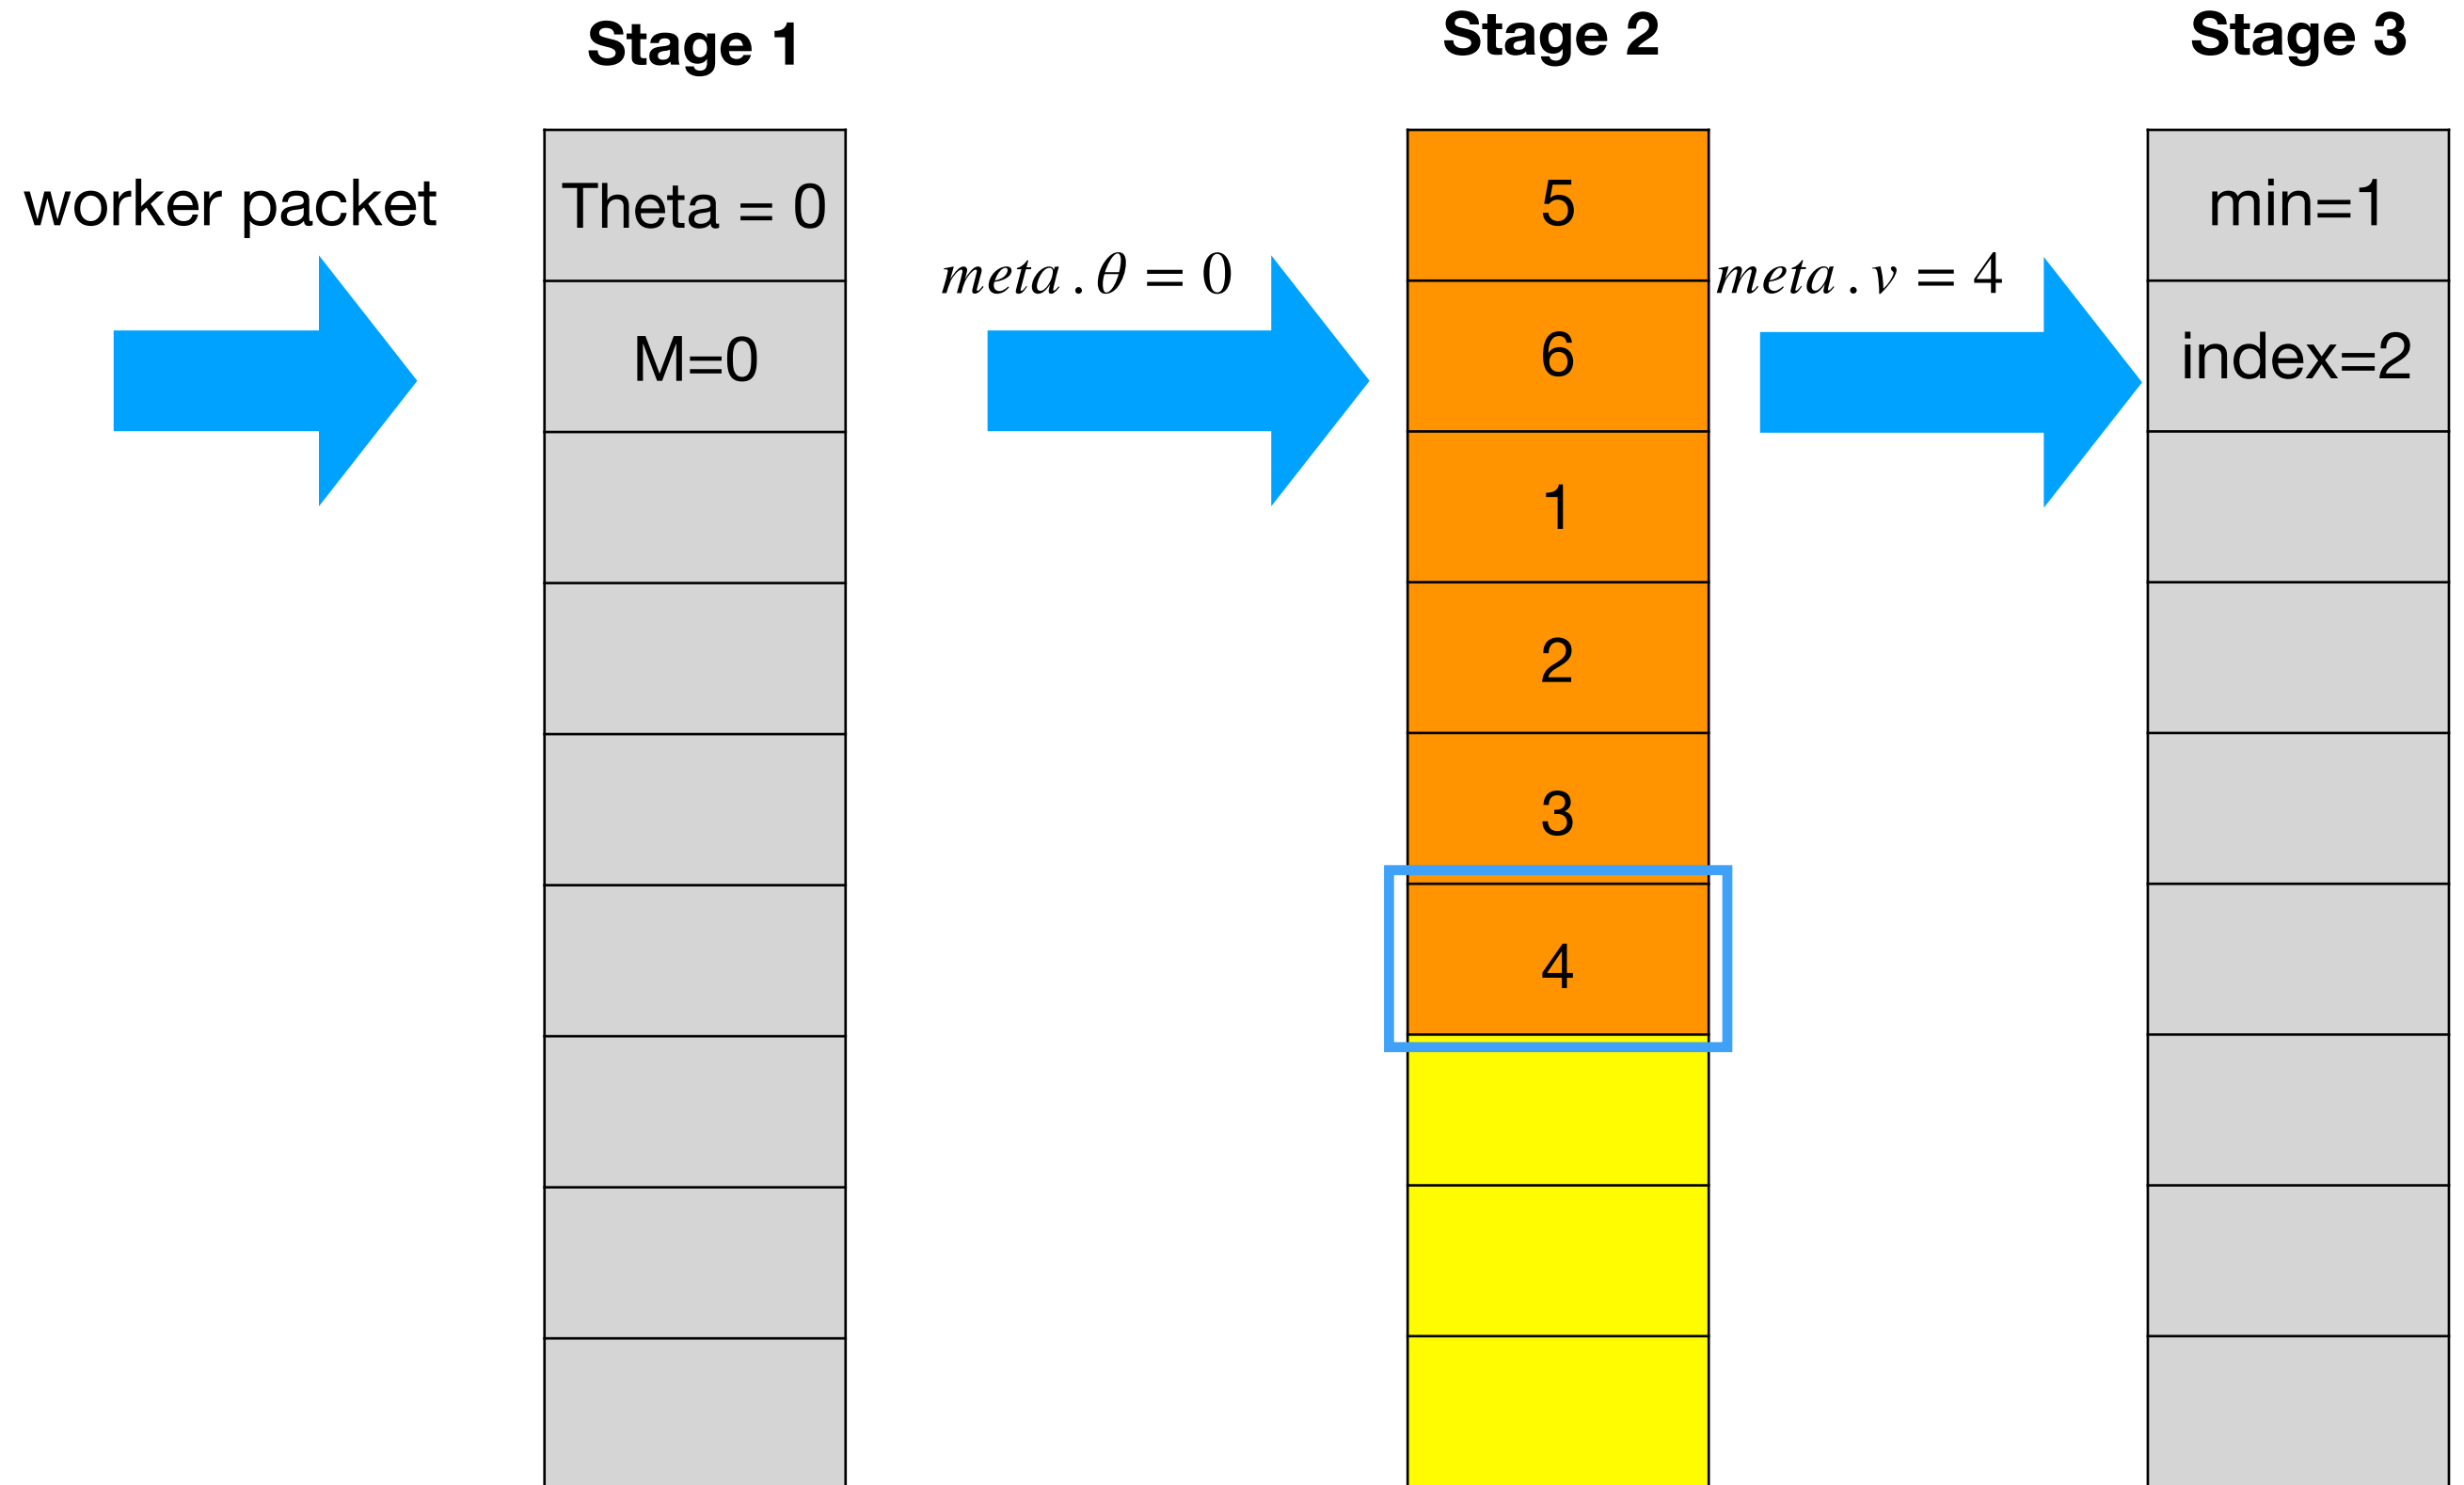 Stage 1
Stage 2
Stage 3
worker packet
Theta = 0
M=0
meta . θ = 0
5
6
1
2
3
4
meta . v = 4
min=1
index=2